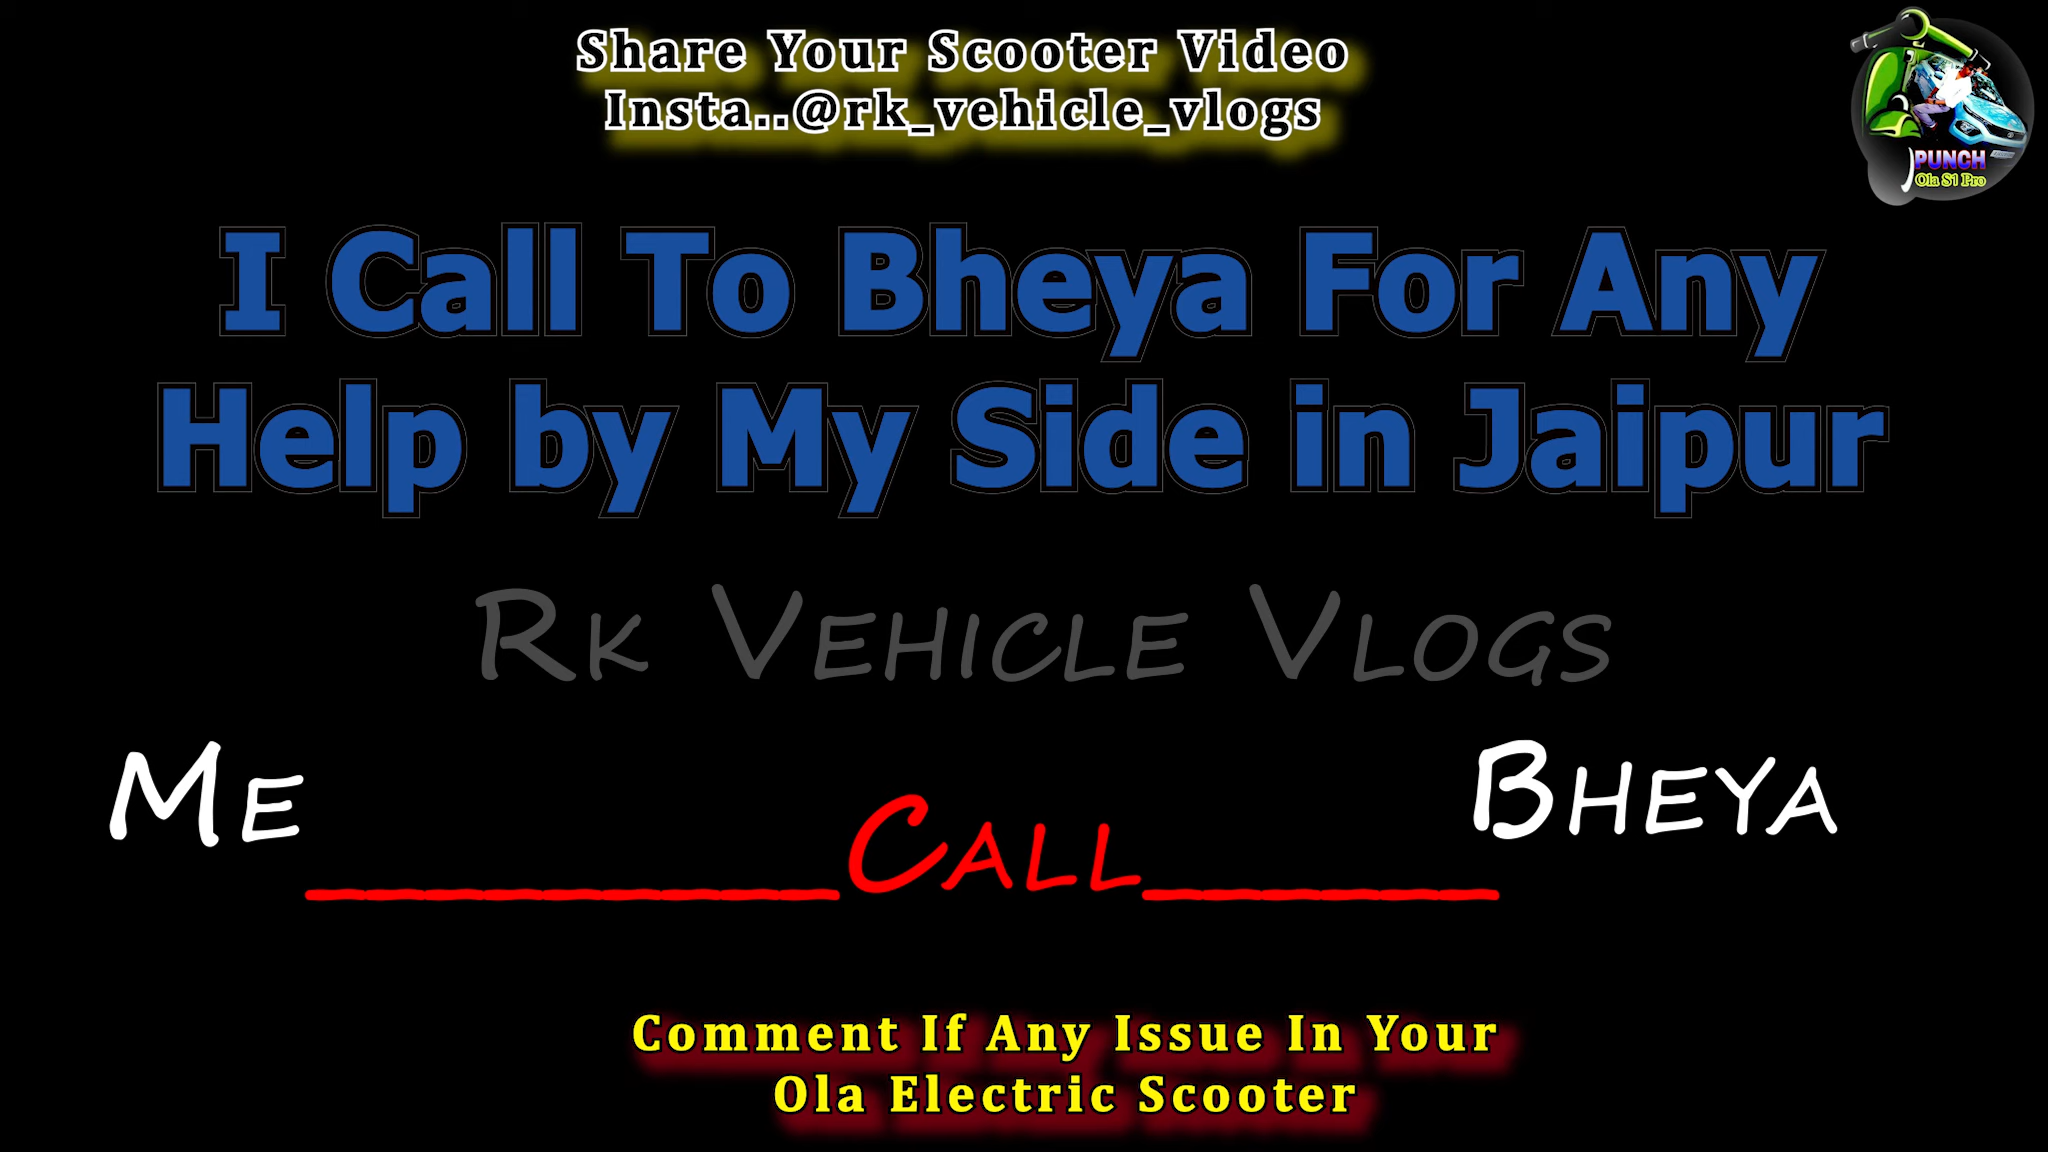 Share Your Scooter Video
Insta..@rk_vehicle_vlogs
PUNCH
Ola S1 Pro
I Call To Bheya For Any
Help by My Side in Jaipur
RK VEHICLE VLOGS
ME
BHEYA
_________CALL______
Comment If Any Issue In Your
Ola Electric Scooter